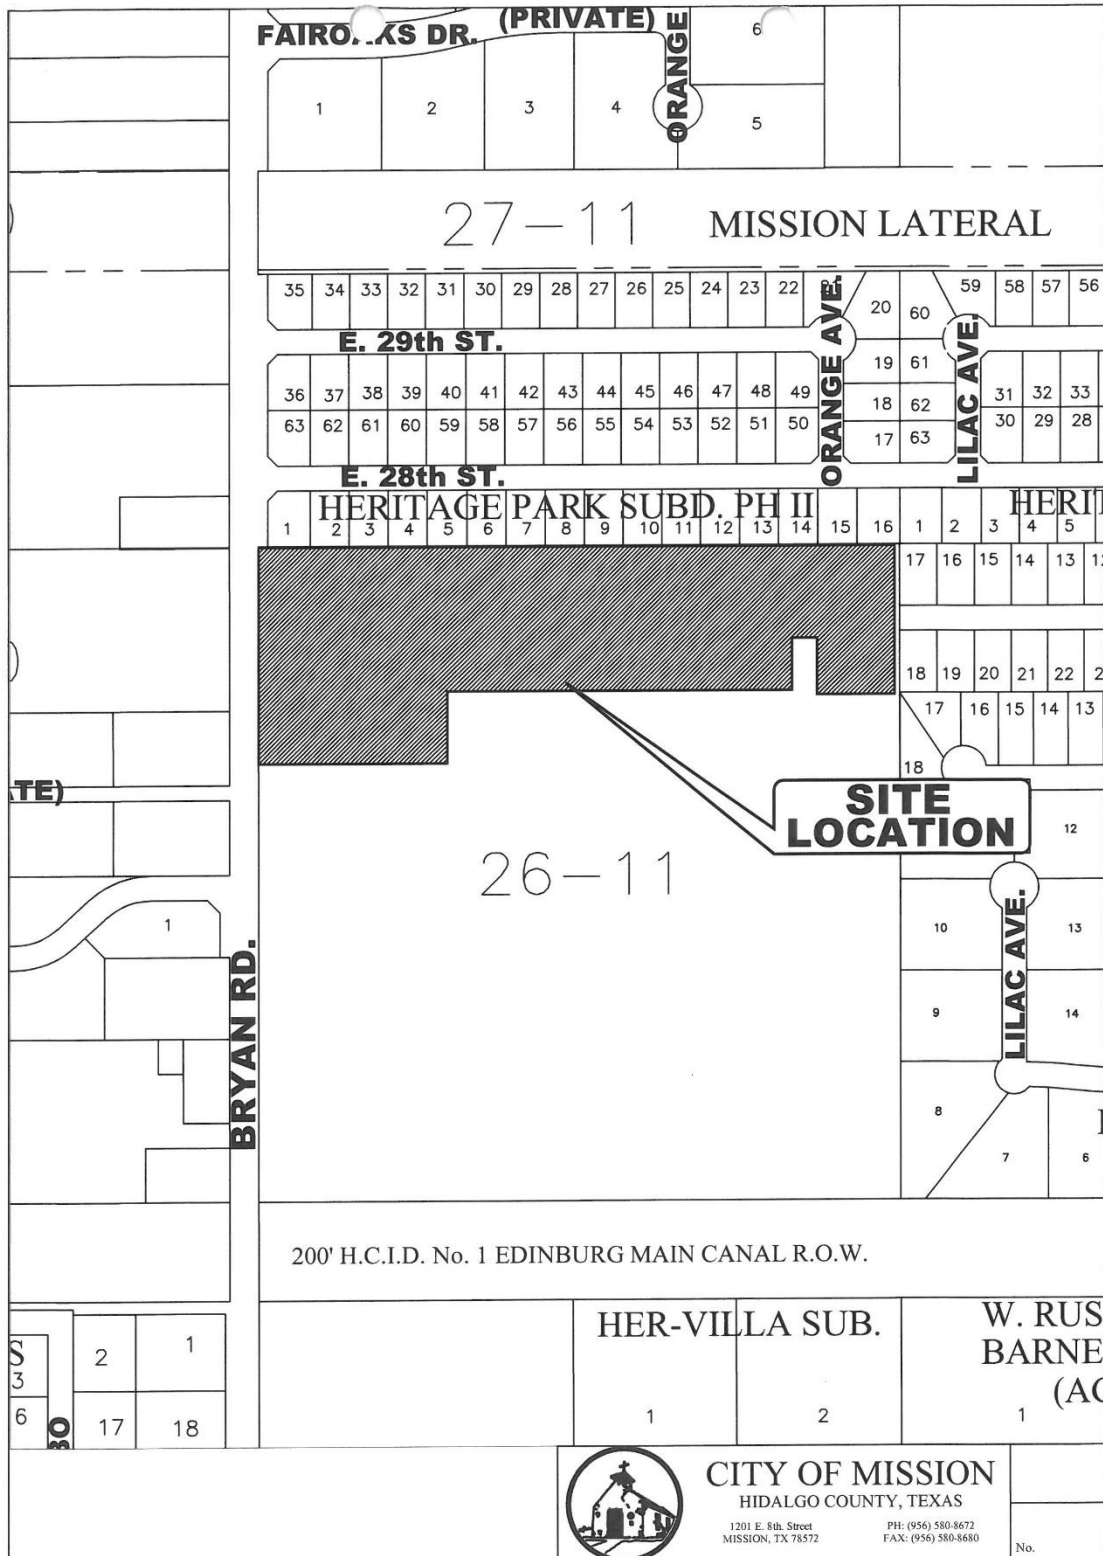 FAIROAKS DR.
(PRIVATE)
ORANGE
6
1
2
3
4
5
27-11
MISSION LATERAL
35 34 33 32 31 30 29 28 27 26 25 24 23 22
20
60
59 58 57 56
E. 29th ST.
ORANGE AVE.
LILAC AVE.
19 61
36 37 38 39 40 41 42 43 44 45 46 47 48 49
18 62
31 32 33
63 62 61 60 59 58 57 56 55 54 53 52 51 50
17 63
30 29 28
E. 28th ST.
HERITAGE PARK SUBD. PH II
1 2 3 4 5 6 7 8 9 10 11 12 13 14 15 16
1 2 3 4 5
17 16 15 14 13
18 19 20 21 22
17 16 15 14 13
18
TE)
SITE
LOCATION
12
26-11
1
10
13
BRYAN RD.
LILAC AVE.
9
14
8
7
6
200' H.C.I.D. No. 1 EDINBURG MAIN CANAL R.O.W.
HER-VILLA SUB.
W. RUS
BARNE
(AC
S
3
2
1
6
17
18
1
2
1
CITY OF MISSION
HIDALGO COUNTY, TEXAS
1201 E. 8th. Street
MISSION, TX 78572
PH: (956) 580-8672
FAX: (956) 580-8680
No.